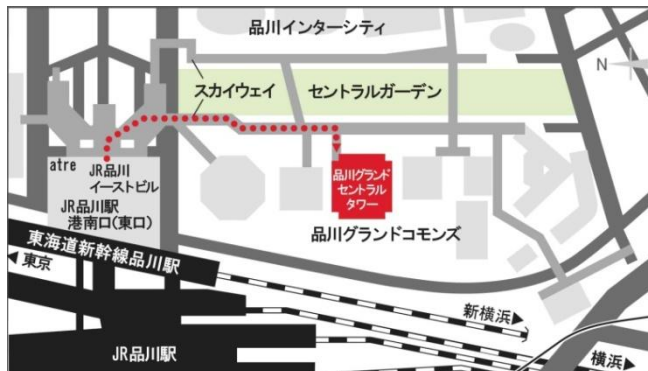 品川インターシティ
N
スカイウェイ
セントラルガーデン
atre
JR品川
イーストビル
JR品川駅
港南口(東口)
品川グランド
セントラル
タワー
品川グランドコモンズ
東海道新幹線品川駅
東京
新横浜
横浜
JR品川駅